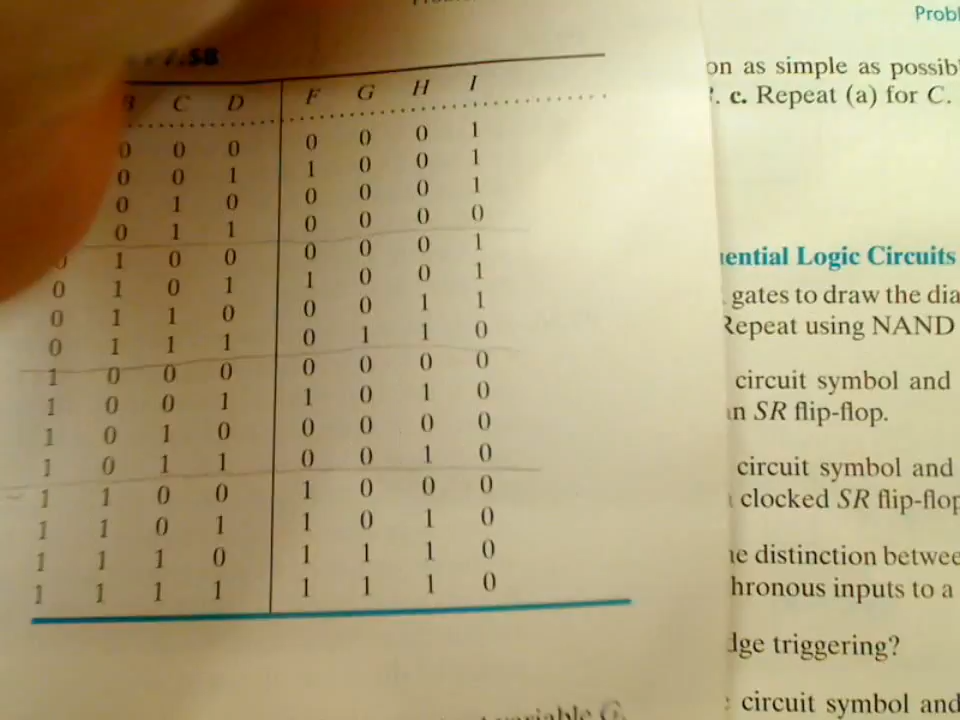 7.58
B C D F G H I
0 0 0 0 0 0 1
0 0 1 1 0 0 1
0 1 0 0 0 0 1
0 1 1 0 0 0 0
0 1 0 0 0 0 0 1
0 1 0 1 1 0 0 1
0 1 1 0 0 0 1 1
0 1 1 1 0 1 1 0
1 0 0 0 0 0 0 0
1 0 0 1 1 0 1 0
1 0 1 0 0 0 0 0
1 0 1 1 0 0 1 0
1 1 0 0 1 0 0 0
1 1 0 1 1 0 1 0
1 1 1 0 1 1 1 0
1 1 1 1 1 1 1 0
variable G.
Probl
on as simple as possib
. c. Repeat (a) for C.
ential Logic Circuits
gates to draw the dia
Repeat using NAND
circuit symbol and
n SR flip-flop.
circuit symbol and
clocked SR flip-flop
e distinction betwee
hronous inputs to a
dge triggering?
circuit symbol and